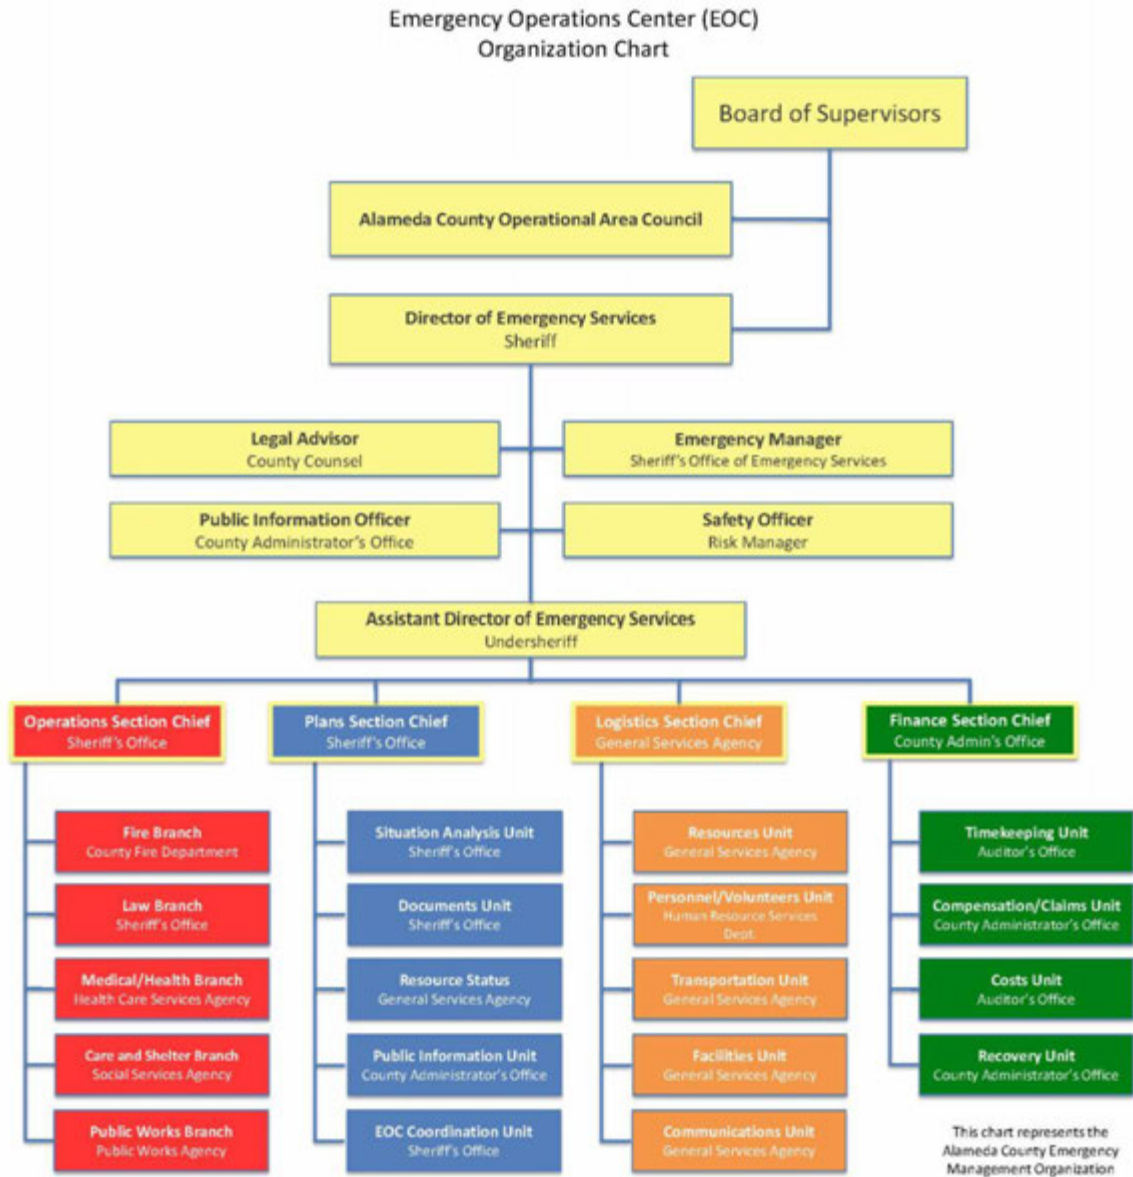 Emergency Operations Center (EOC)
Organization Chart
Board of Supervisors
Alameda County Operational Area Council
Director of Emergency Services
Sheriff
Legal Advisor
County Counsel
Emergency Manager
Sheriff's Office of Emergency Services
Public Information Officer
County Administrator's Office
Safety Officer
Risk Manager
Assistant Director of Emergency Services
Undersheriff
Operations Section Chief
Sheriff's Office
Plans Section Chief
Sheriff's Office
Logistics Section Chief
General Services Agency
Finance Section Chief
County Admin's Office
Fire Branch
County Fire Department
Law Branch
Sheriff's Office
Medical/Health Branch
Health Care Services Agency
Care and Shelter Branch
Social Services Agency
Public Works Branch
Public Works Agency
Situation Analysis Unit
Sheriff's Office
Documents Unit
Sheriff's Office
Resource Status
General Services Agency
Public Information Unit
County Administrator's Office
EOC Coordination Unit
Sheriff's Office
Resources Unit
General Services Agency
Personnel/Volunteers Unit
Human Resource Services
Dept.
Transportation Unit
General Services Agency
Facilities Unit
General Services Agency
Communications Unit
General Services Agency
Timekeeping Unit
Auditor's Office
Compensation/Claims Unit
County Administrator's Office
Costs Unit
Auditor's Office
Recovery Unit
County Administrator's Office
This chart represents the
Alameda County Emergency
Management Organization